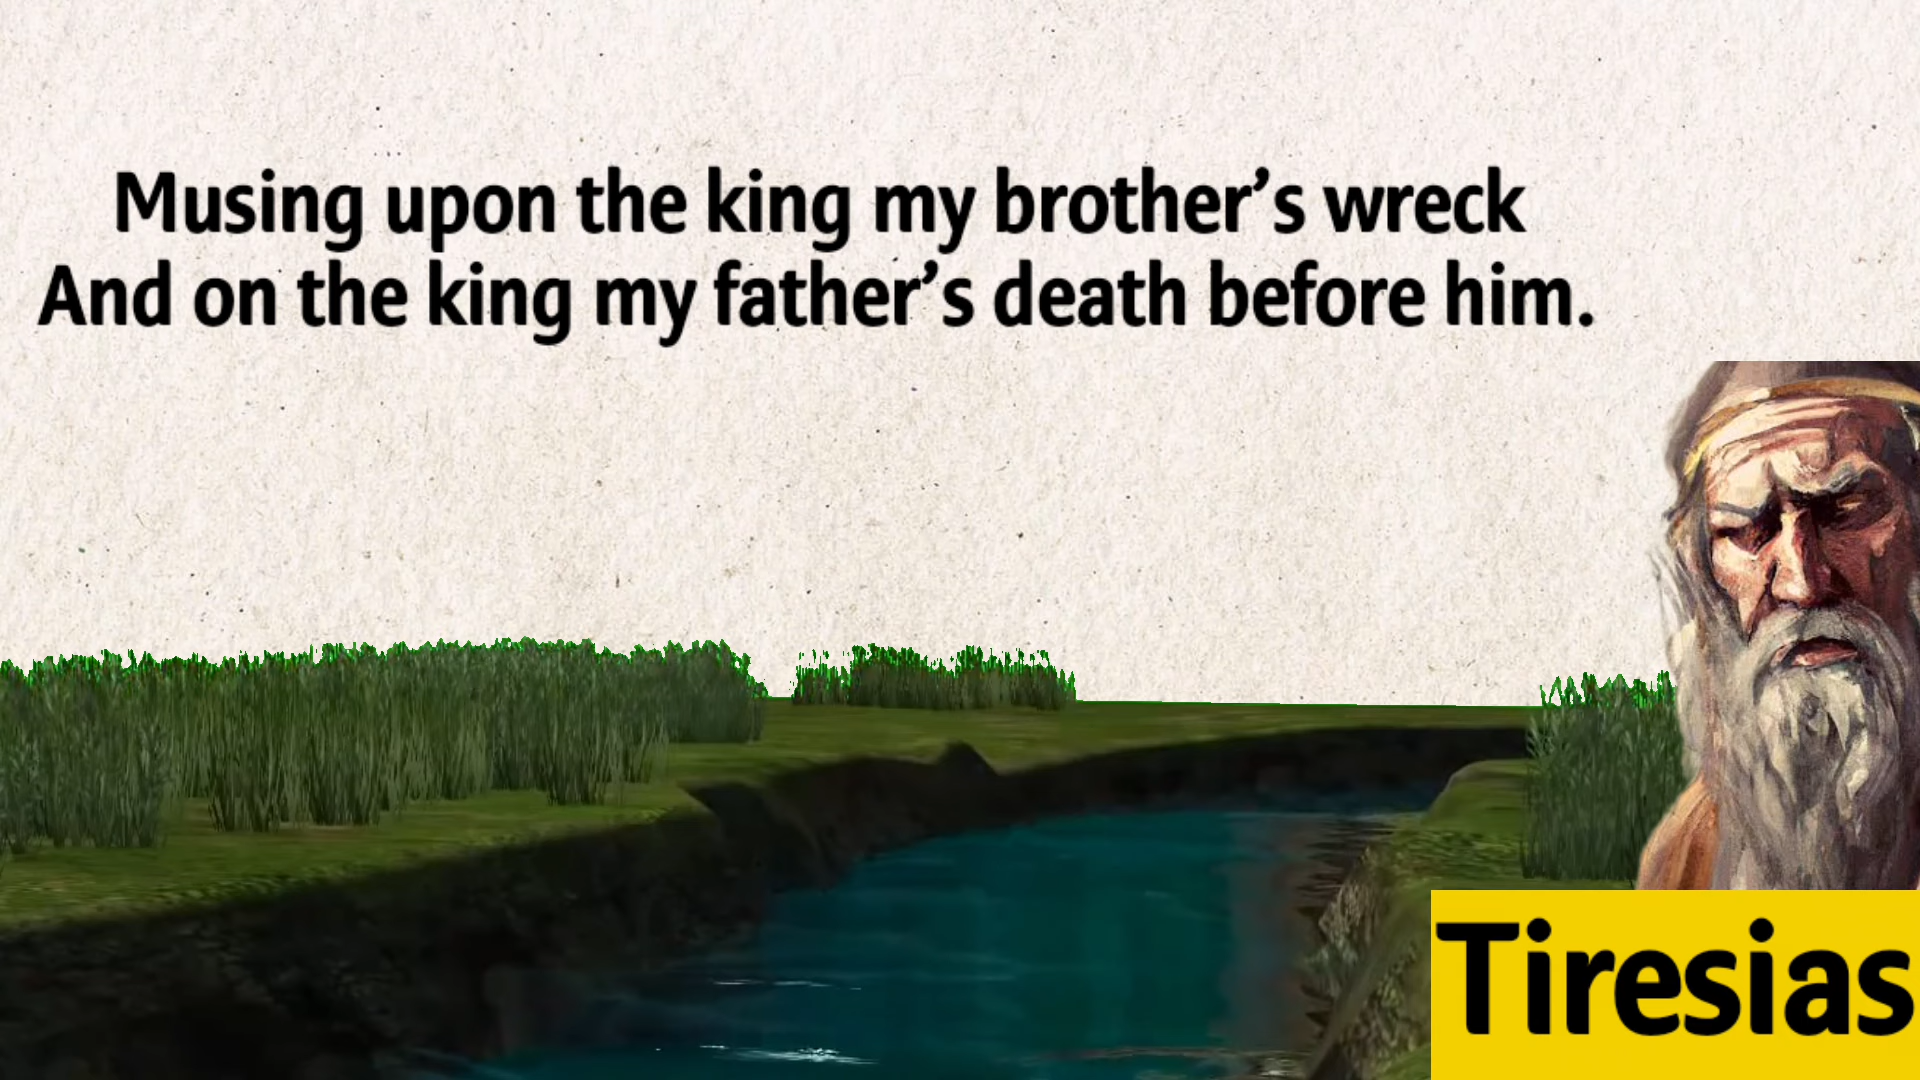 Musing upon the king my brother’s wreck
And on the king my father’s death before him.
Tiresias